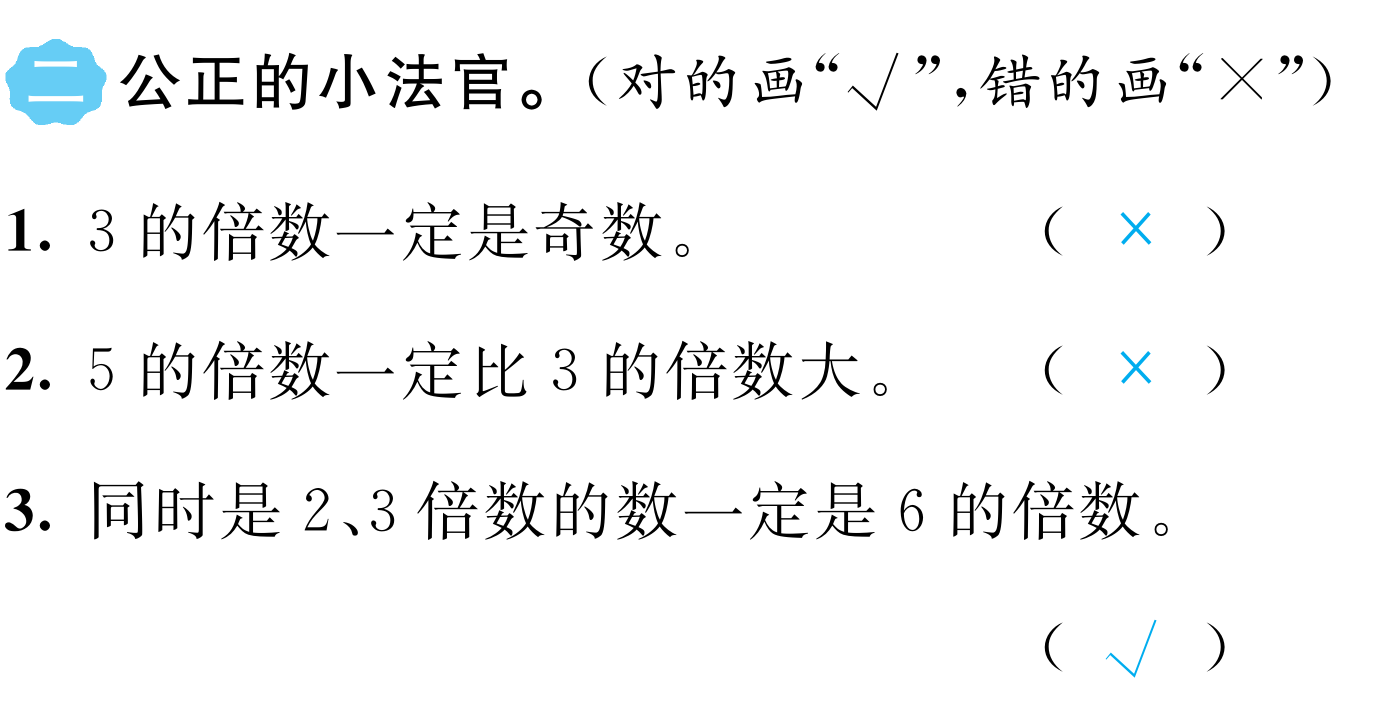 二 公正的小法官。(对的画“√”,错的画“×”)
1. 3 的倍数一定是奇数。 ( × )
2. 5 的倍数一定比 3 的倍数大。 ( × )
3. 同时是 2、3 倍数的数一定是 6 的倍数。
( √ )